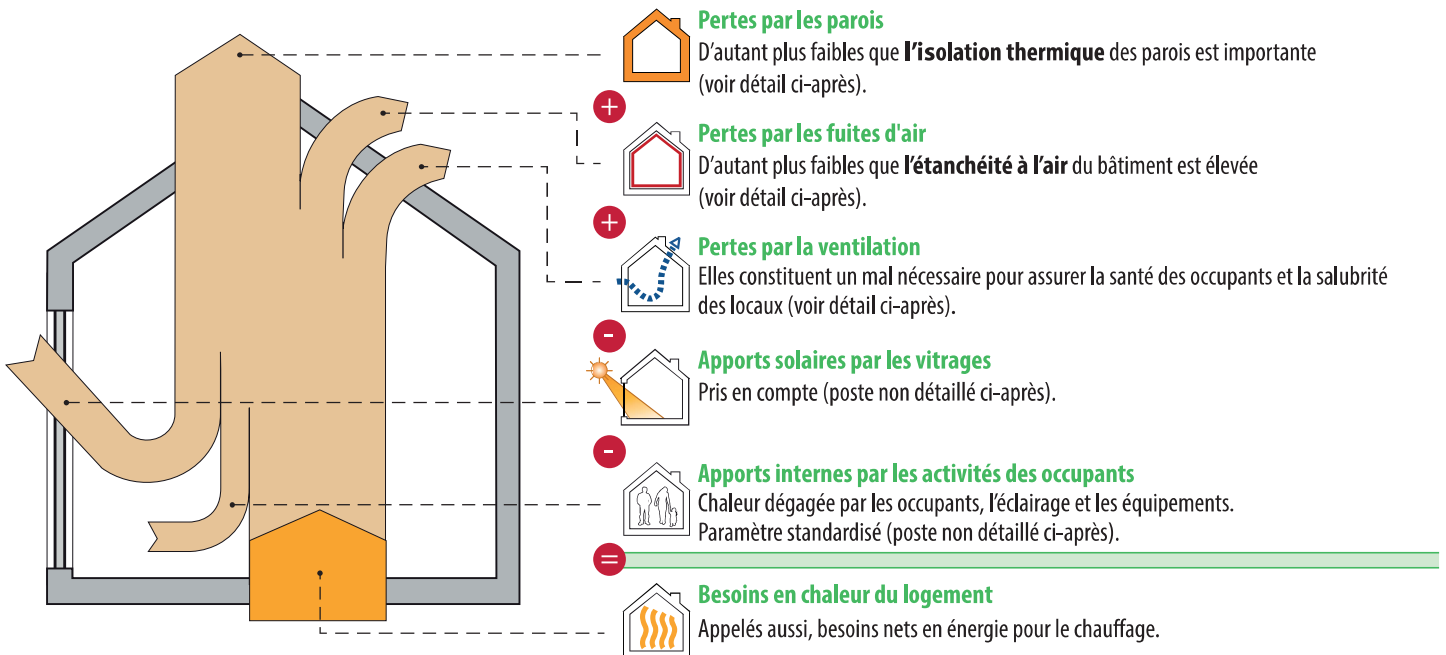 Pertes par les parois
D'autant plus faibles que l'isolation thermique des parois est importante
(voir détail ci-après).
+
Pertes par les fuites d'air
D'autant plus faibles que l'étanchéité à l'air du bâtiment est élevée
(voir détail ci-après).
+
Pertes par la ventilation
Elles constituent un mal nécessaire pour assurer la santé des occupants et la salubrité
des locaux (voir détail ci-après).
-
Apports solaires par les vitrages
Pris en compte (poste non détaillé ci-après).
-
Apports internes par les activités des occupants
Chaleur dégagée par les occupants, l'éclairage et les équipements.
Paramètre standardisé (poste non détaillé ci-après).
=
Besoins en chaleur du logement
Appelés aussi, besoins nets en énergie pour le chauffage.